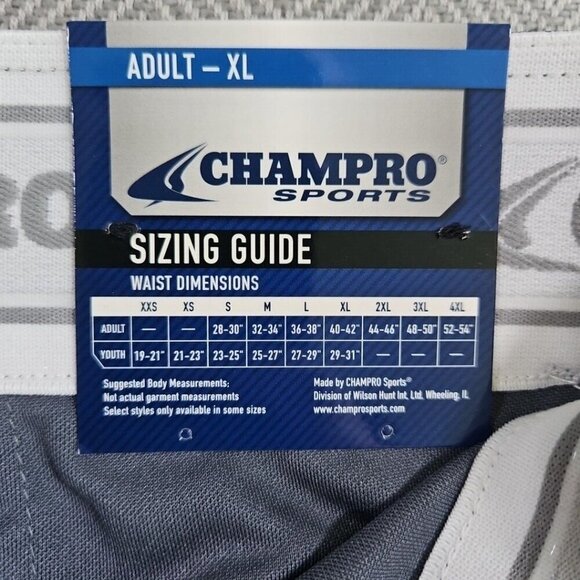 ADULT – XL
CHAMPRO®
SPORTS
SIZING GUIDE
WAIST DIMENSIONS
XXS XS S M L XL 2XL 3XL 4XL
ADULT — — 28-30" 32-34" 36-38" 40-42" 44-46" 48-50" 52-54"
YOUTH 19-21" 21-23" 23-25" 25-27" 27-29" 29-31" — — —
Suggested Body Measurements:
Not actual garment measurements
Select styles only available in some sizes
Made by CHAMPRO Sports®
Division of Wilson Hunt Int, Ltd, Wheeling, IL
www.champrosports.com
RO